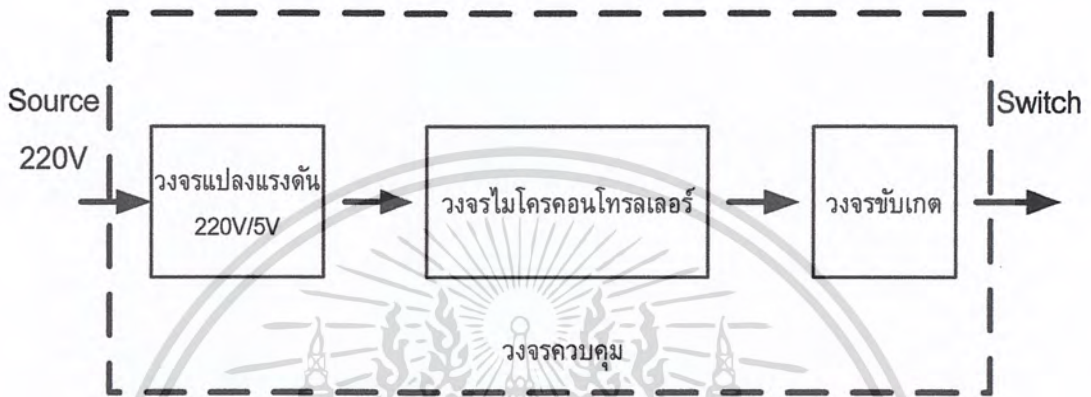 Source
220V
วงจรแปลงแรงดัน
220V/5V
วงจรไมโครคอนโทรลเลอร์
วงจรขับเกต
Switch
วงจรควบคุม